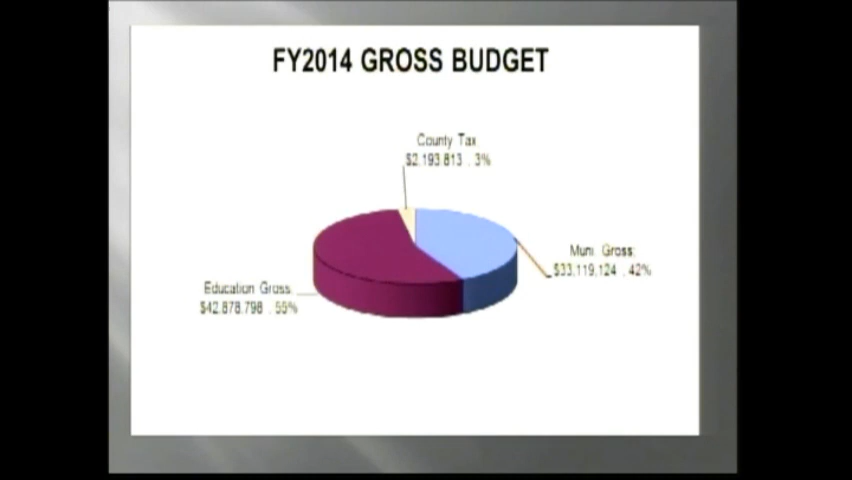 FY2014 GROSS BUDGET
County Tax
$2,193,813 , 3%
Muni. Gross;
$33,119,124 , 42%
Education Gross,
$42,878,798 , 55%